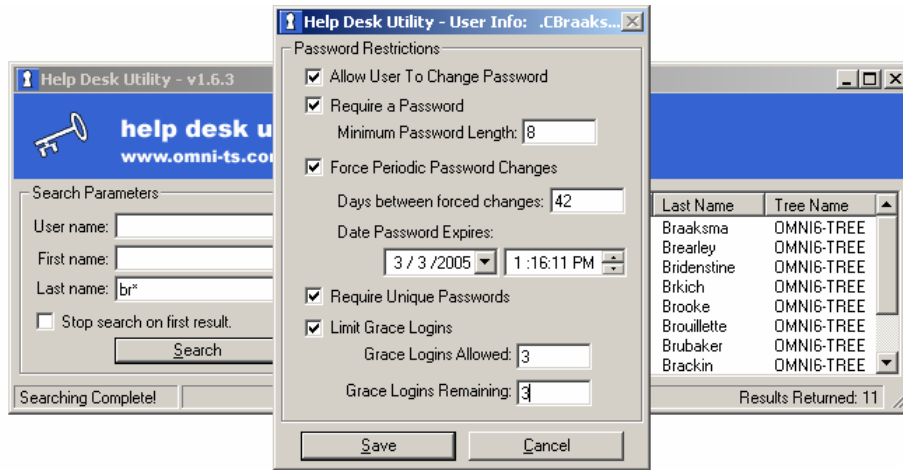 Help Desk Utility - User Info: .CBraaks...
Password Restrictions
Allow User To Change Password
Require a Password
Minimum Password Length: 8
Force Periodic Password Changes
Days between forced changes: 42
Date Password Expires:
3 / 3 /2005 1 :16:11 PM
Require Unique Passwords
Limit Grace Logins
Grace Logins Allowed: 3
Grace Logins Remaining: 3
Save Cancel
Help Desk Utility - v1.6.3
help desk u
www.omni-ts.co
Search Parameters
User name:
First name:
Last name: br*
Stop search on first result.
Search
Last Name Tree Name
Braaksma OMNI6-TREE
Brearley OMNI6-TREE
Bridenstine OMNI6-TREE
Brkich OMNI6-TREE
Brooke OMNI6-TREE
Brouillette OMNI6-TREE
Brubaker OMNI6-TREE
Brackin OMNI6-TREE
Searching Complete! Results Returned: 11